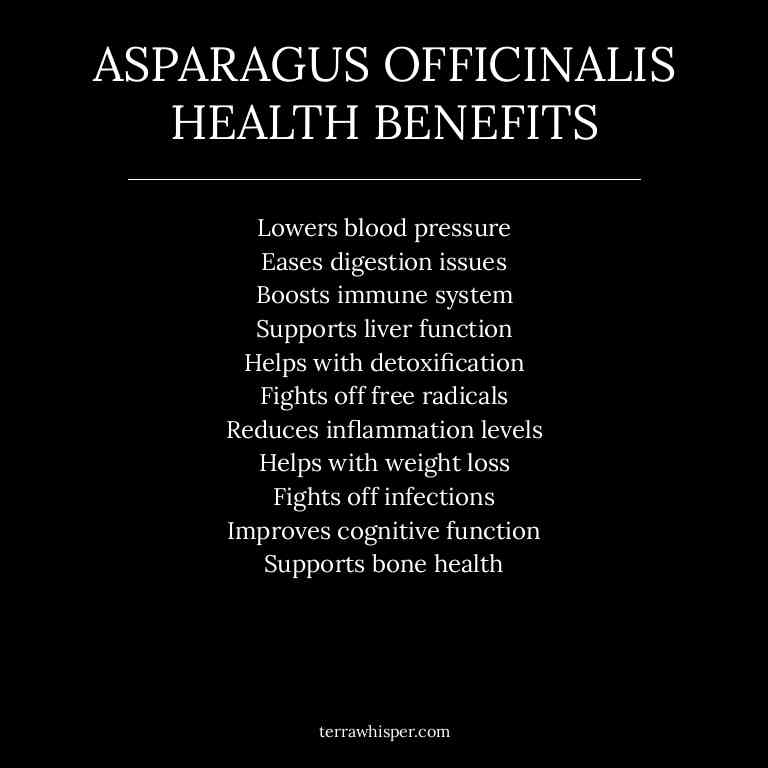 ASPARAGUS OFFICINALIS
HEALTH BENEFITS
Lowers blood pressure
Eases digestion issues
Boosts immune system
Supports liver function
Helps with detoxification
Fights off free radicals
Reduces inflammation levels
Helps with weight loss
Fights off infections
Improves cognitive function
Supports bone health
terrawhisper.com